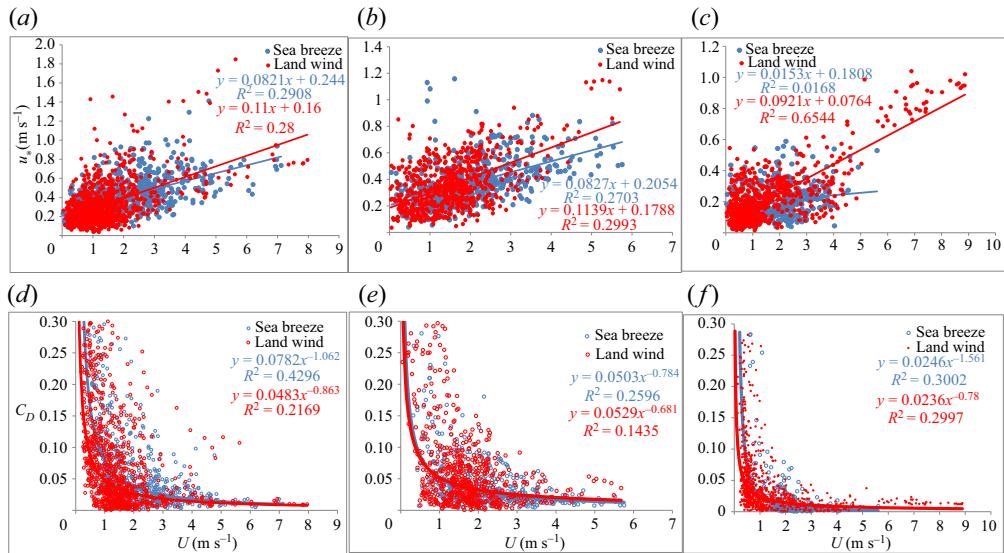 (a)
(b)
(c)
2.0
1.8
1.6
1.4
1.2
1.0
0.8
0.6
0.4
0.2
u* (m s⁻¹)
Sea breeze
Land wind
y = 0.0821x + 0.244
R² = 0.2908
y = 0.11x + 0.16
R² = 0.28
0 1 2 3 4 5 6 7 8 9
1.4
1.2
1.0
0.8
0.6
0.4
0.2
Sea breeze
Land wind
y = 0.0827x + 0.2054
R² = 0.2703
y = 0.1139x + 0.1788
R² = 0.2993
0 1 2 3 4 5 6 7
1.2
1.0
0.8
0.6
0.4
0.2
Sea breeze
Land wind
y = 0.0153x + 0.1808
R² = 0.0168
y = 0.0921x + 0.0764
R² = 0.6544
0 1 2 3 4 5 6 7 8 9 10
(d)
(e)
(f)
0.30
0.25
0.20
0.15
0.10
0.05
C_D
Sea breeze
Land wind
y = 0.0782x⁻¹·⁰⁶²
R² = 0.4296
y = 0.0483x⁻⁰·⁸⁶³
R² = 0.2169
0 1 2 3 4 5 6 7 8 9
U (m s⁻¹)
0.30
0.25
0.20
0.15
0.10
0.05
Sea breeze
Land wind
y = 0.0503x⁻⁰·⁷⁸⁴
R² = 0.2596
y = 0.0529x⁻⁰·⁶⁸¹
R² = 0.1435
0 1 2 3 4 5 6 7
U (m s⁻¹)
0.30
0.25
0.20
0.15
0.10
0.05
0
Sea breeze
Land wind
y = 0.0246x⁻¹·⁵⁶¹
R² = 0.3002
y = 0.0236x⁻⁰·⁷⁸
R² = 0.2997
1 2 3 4 5 6 7 8 9 10
U (m s⁻¹)